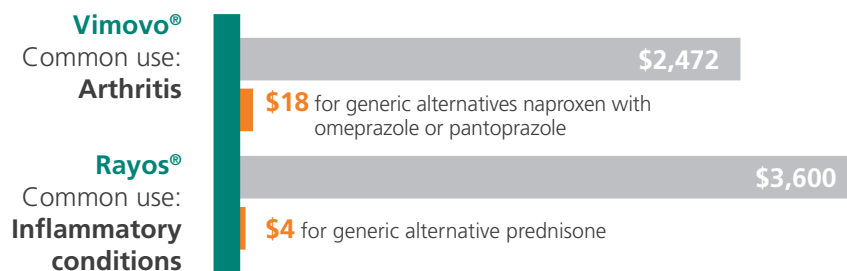 Vimovo®
Common use:
Arthritis
$2,472
$18 for generic alternatives naproxen with
omeprazole or pantoprazole
Rayos®
Common use:
Inflammatory
conditions
$3,600
$4 for generic alternative prednisone